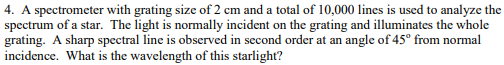 4. A spectrometer with grating size of 2 cm and a total of 10,000 lines is used to analyze the
spectrum of a star. The light is normally incident on the grating and illuminates the whole
grating. A sharp spectral line is observed in second order at an angle of 45° from normal
incidence. What is the wavelength of this starlight?